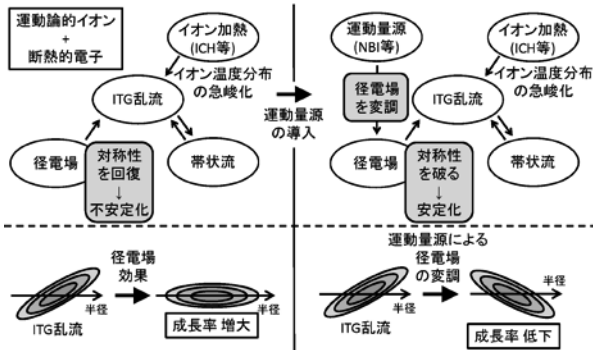 運動論的イオン
+
断熱的電子
イオン加熱
(ICH等)
イオン温度分布
の急峻化
ITG乱流
径電場
対称性
を回復
↓
不安定化
帯状流
運動量源
の導入
運動量源
(NBI等)
径電場
を変調
イオン加熱
(ICH等)
イオン温度分布
の急峻化
ITG乱流
径電場
対称性
を破る
↓
安定化
帯状流
径電場
効果
半径
ITG乱流
半径
成長率 増大
運動量源による
径電場
の変調
半径
ITG乱流
半径
成長率 低下